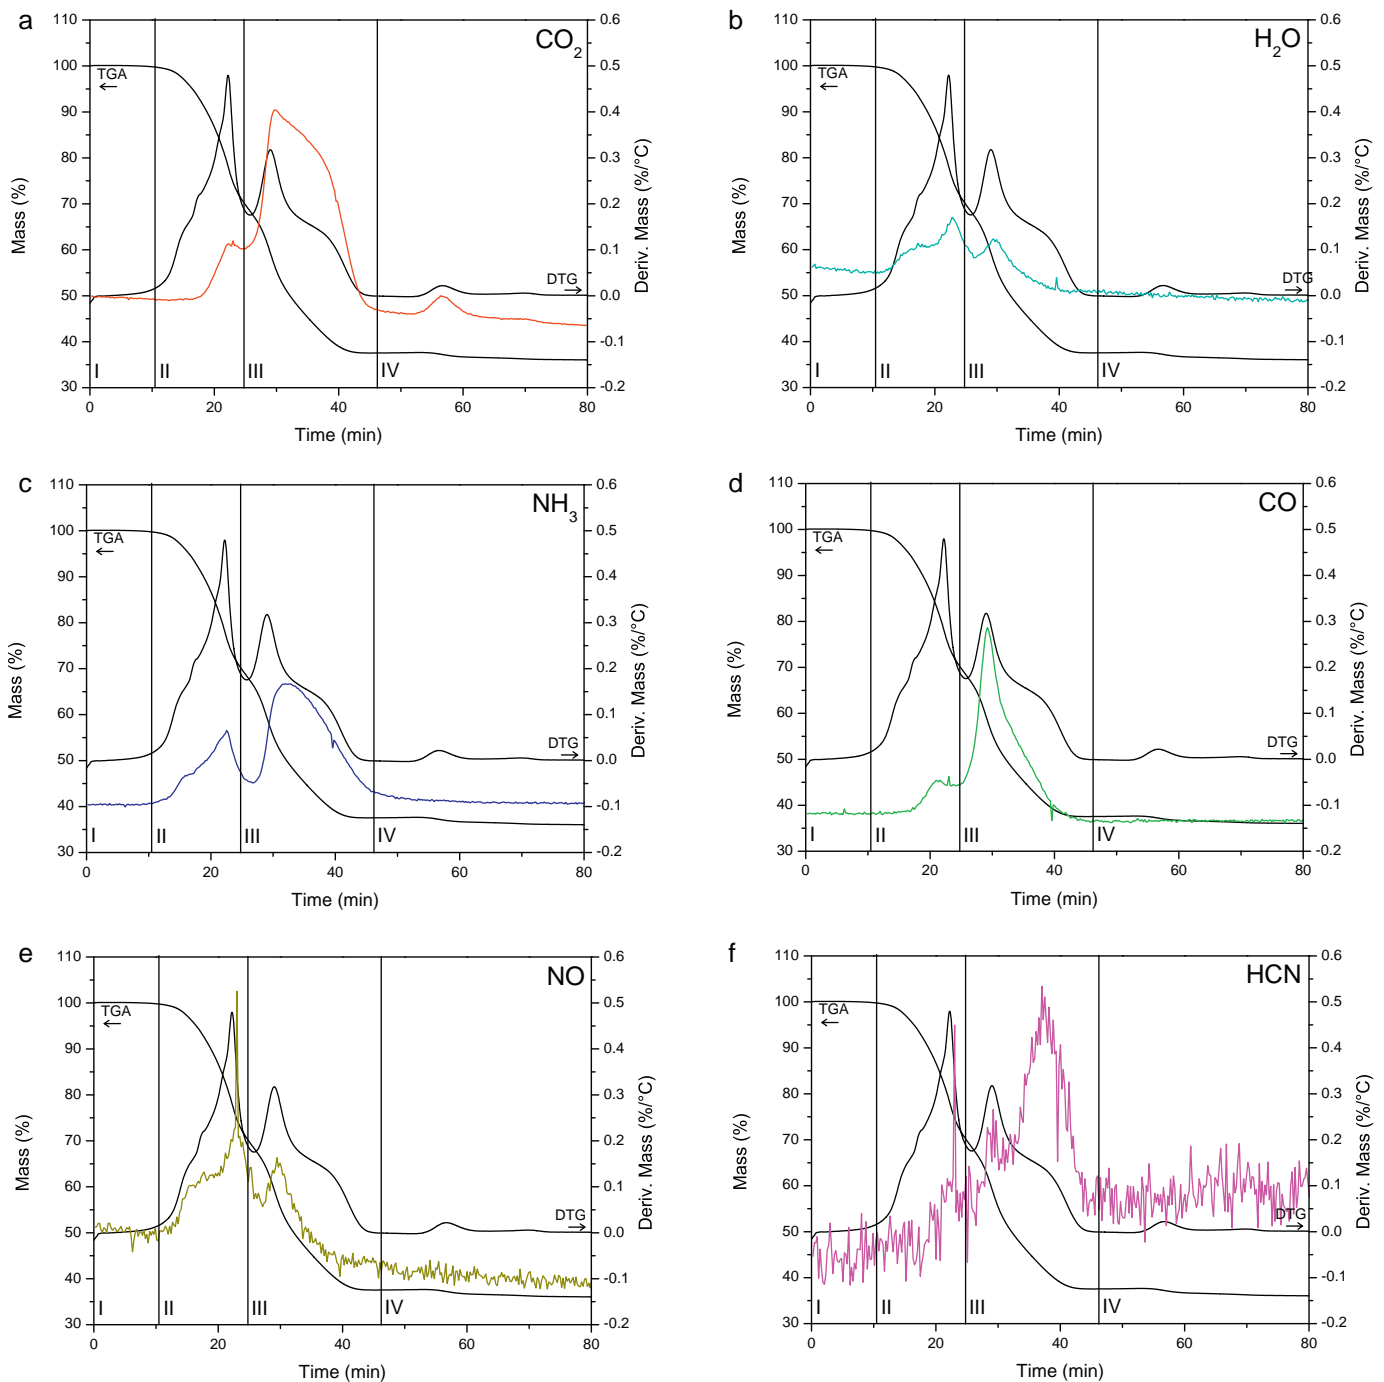 a
CO2
110
100
90
80
70
60
50
40
30
0.6
0.5
0.4
0.3
0.2
0.1
0.0
-0.1
-0.2
TGA
←
DTG
→
I II III IV
0 20 40 60 80
Mass (%)
Deriv. Mass (%/°C)
Time (min)
b
H2O
110
100
90
80
70
60
50
40
30
0.6
0.5
0.4
0.3
0.2
0.1
0.0
-0.1
-0.2
TGA
←
DTG
→
I II III IV
0 20 40 60 80
Mass (%)
Deriv. Mass (%/°C)
Time (min)
c
NH3
110
100
90
80
70
60
50
40
30
0.6
0.5
0.4
0.3
0.2
0.1
0.0
-0.1
-0.2
TGA
←
DTG
→
I II III IV
0 20 40 60 80
Mass (%)
Deriv. Mass (%/°C)
Time (min)
d
CO
110
100
90
80
70
60
50
40
30
0.6
0.5
0.4
0.3
0.2
0.1
0.0
-0.1
-0.2
TGA
←
DTG
→
I II III IV
0 20 40 60 80
Mass (%)
Deriv. Mass (%/°C)
Time (min)
e
NO
110
100
90
80
70
60
50
40
30
0.6
0.5
0.4
0.3
0.2
0.1
0.0
-0.1
-0.2
TGA
←
DTG
→
I II III IV
0 20 40 60 80
Mass (%)
Deriv. Mass (%/°C)
Time (min)
f
HCN
110
100
90
80
70
60
50
40
30
0.6
0.5
0.4
0.3
0.2
0.1
0.0
-0.1
-0.2
TGA
←
DTG
→
I II III IV
0 20 40 60 80
Mass (%)
Deriv. Mass (%/°C)
Time (min)